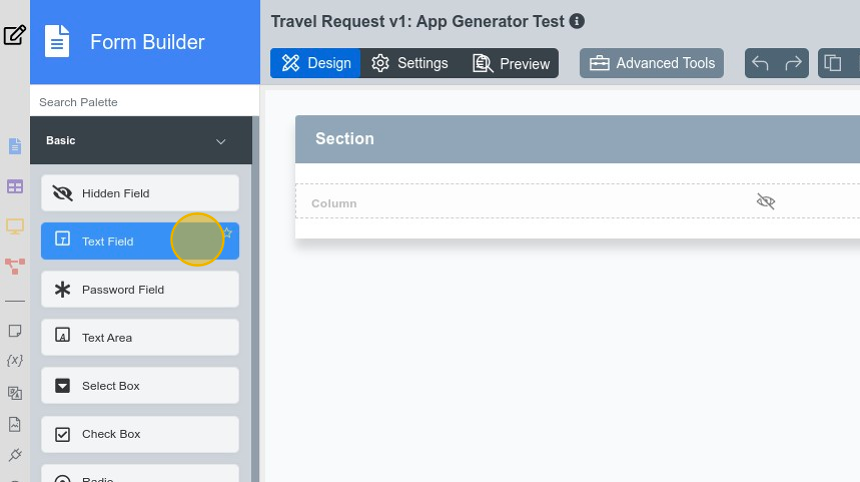 Form Builder
Travel Request v1: App Generator Test
Design
Settings
Preview
Advanced Tools
Search Palette
Basic
Section
Hidden Field
Column
Text Field
Password Field
Text Area
Select Box
Check Box
Radio
{x}